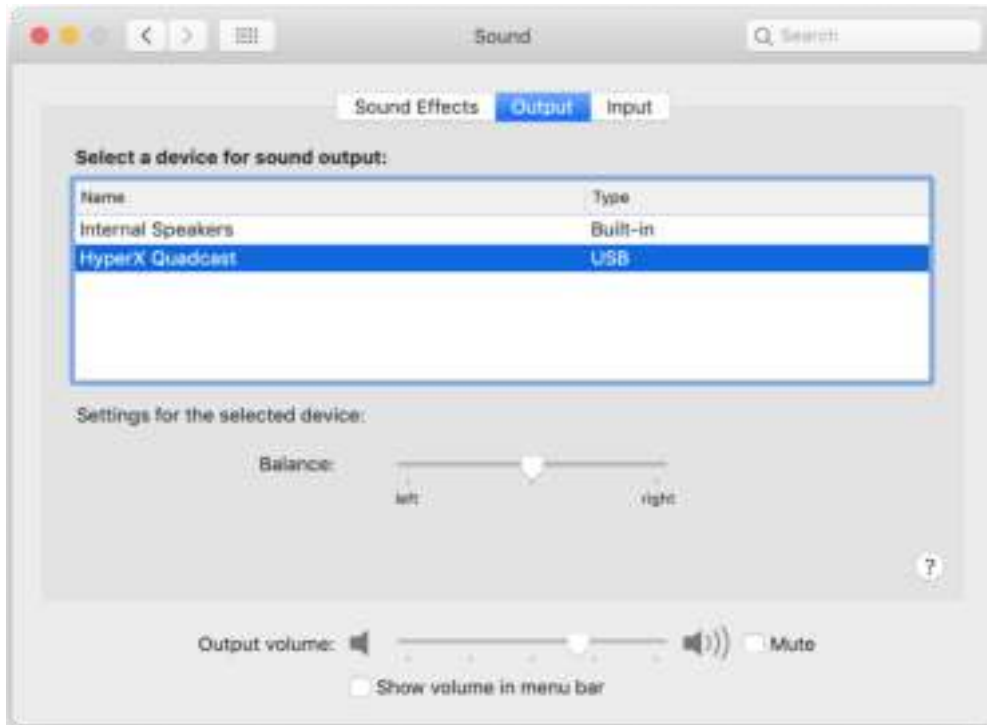 Sound
Search
Sound Effects Output Input
Select a device for sound output:
Name Type
Internal Speakers Built-in
HyperX Quadcast USB
Settings for the selected device:
Balance:
left right
?
Output volume: Mute
Show volume in menu bar